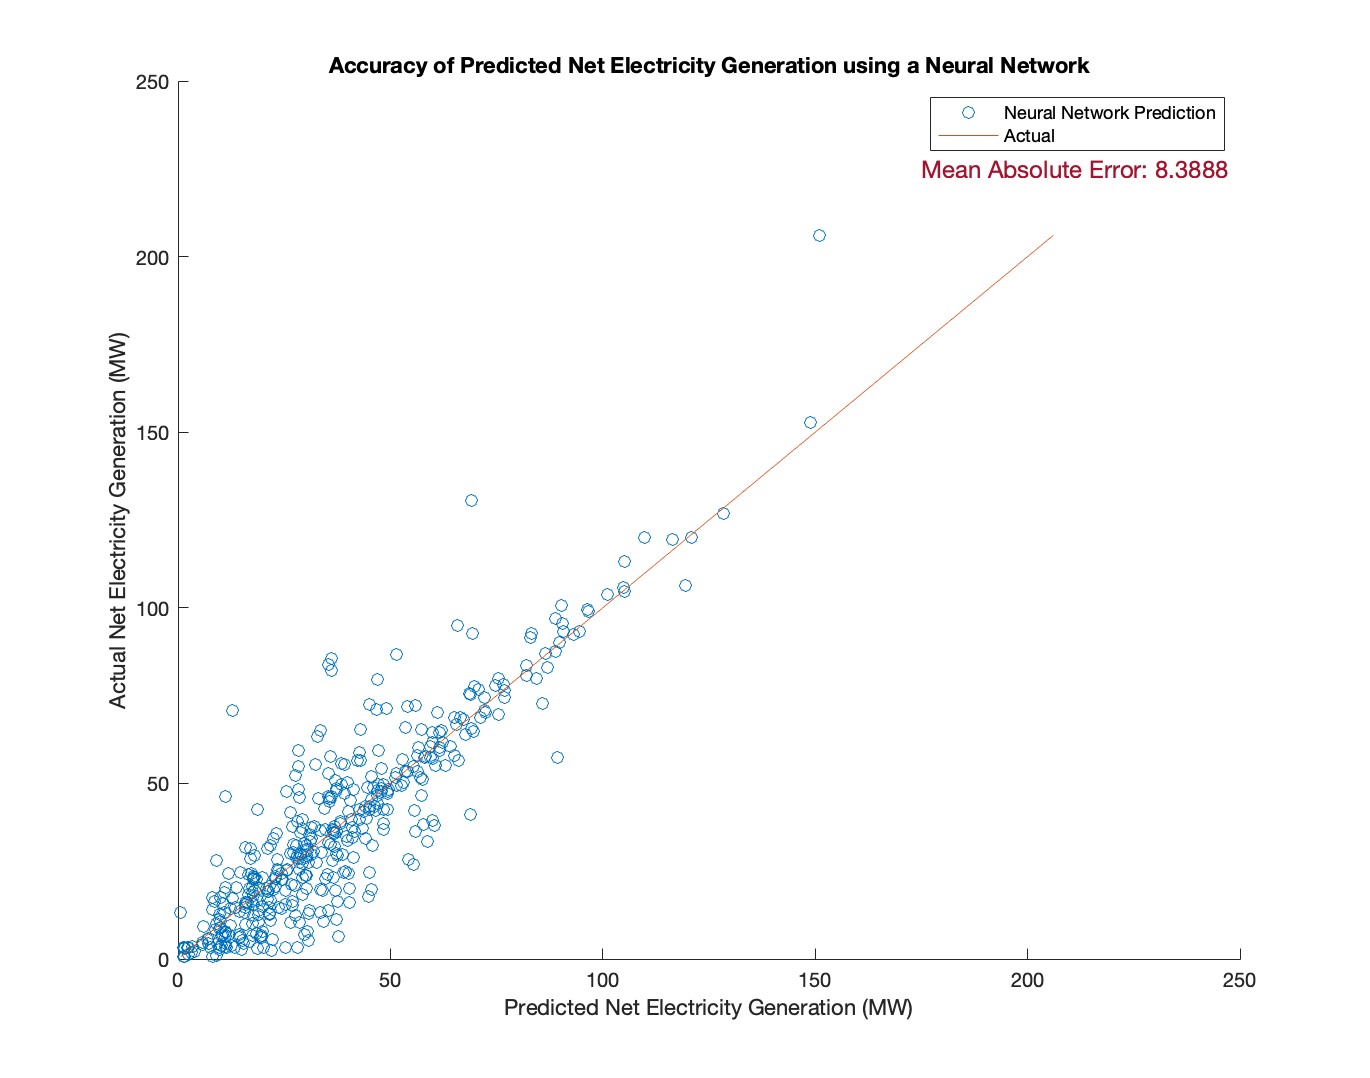 Accuracy of Predicted Net Electricity Generation using a Neural Network
250
200
150
100
50
0
Actual Net Electricity Generation (MW)
Neural Network Prediction
Actual
Mean Absolute Error: 8.3888
0 50 100 150 200 250
Predicted Net Electricity Generation (MW)